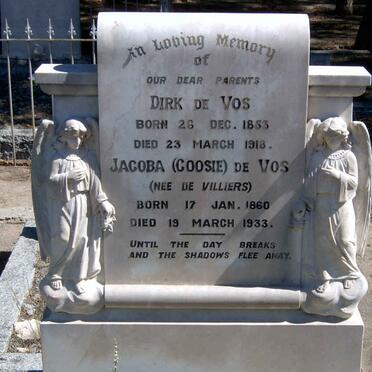 In Loving Memory
of
OUR DEAR PARENTS
DIRK DE VOS
BORN 26 DEC. 1853
DIED 23 MARCH 1918.
JACOBA (COOSIE) DE VOS
(NEE DE VILLIERS)
BORN 17 JAN. 1860
DIED 19 MARCH 1933.
UNTIL THE DAY BREAKS
AND THE SHADOWS FLEE AWAY.